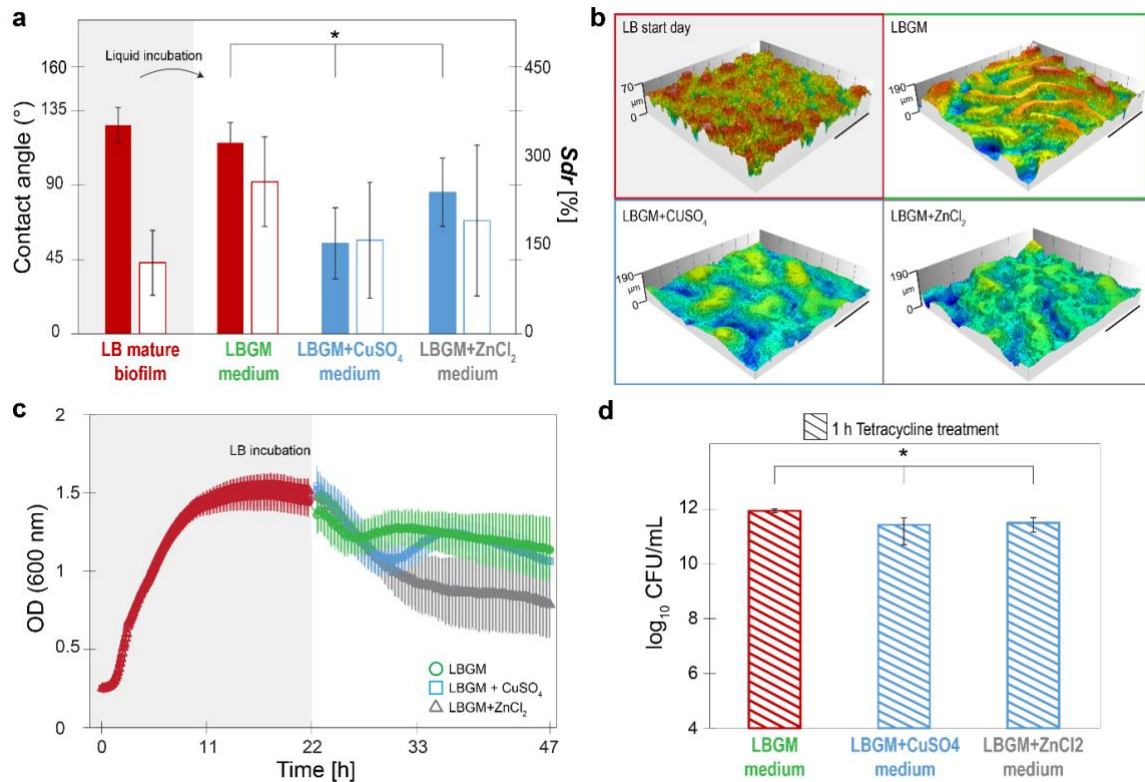 a
Liquid incubation
*
160
135
90
45
0
Contact angle (°)
450
300
150
0
Sdr [%]
LB mature
biofilm
LBGM
medium
LBGM+CuSO₄
medium
LBGM+ZnCl₂
medium
b
LB start day
70
µm
0
LBGM
190
µm
0
LBGM+CUSO₄
190
µm
0
LBGM+ZnCl₂
190
µm
0
c
LB incubation
2
1.5
1
0.5
0
OD (600 nm)
LBGM
LBGM + CuSO₄
LBGM+ZnCl₂
0 11 22 33 47
Time [h]
d
1 h Tetracycline treatment
*
12
10
8
6
4
log₁₀ CFU/mL
LBGM
medium
LBGM+CuSO4
medium
LBGM+ZnCl2
medium